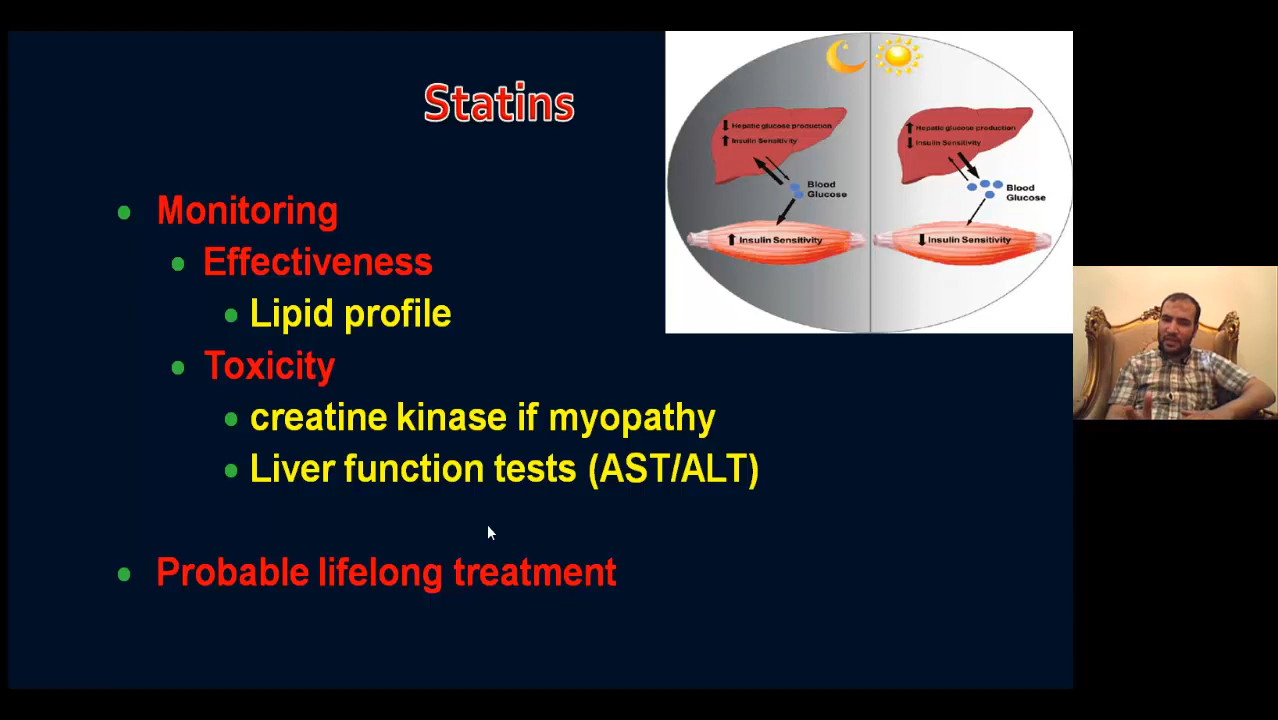 Statins
Monitoring
Effectiveness
Lipid profile
Toxicity
creatine kinase if myopathy
Liver function tests (AST/ALT)
Probable lifelong treatment
Hepatic glucose production
Insulin Sensitivity
Blood
Glucose
Insulin Sensitivity
Hepatic glucose production
Insulin Sensitivity
Blood
Glucose
Insulin Sensitivity